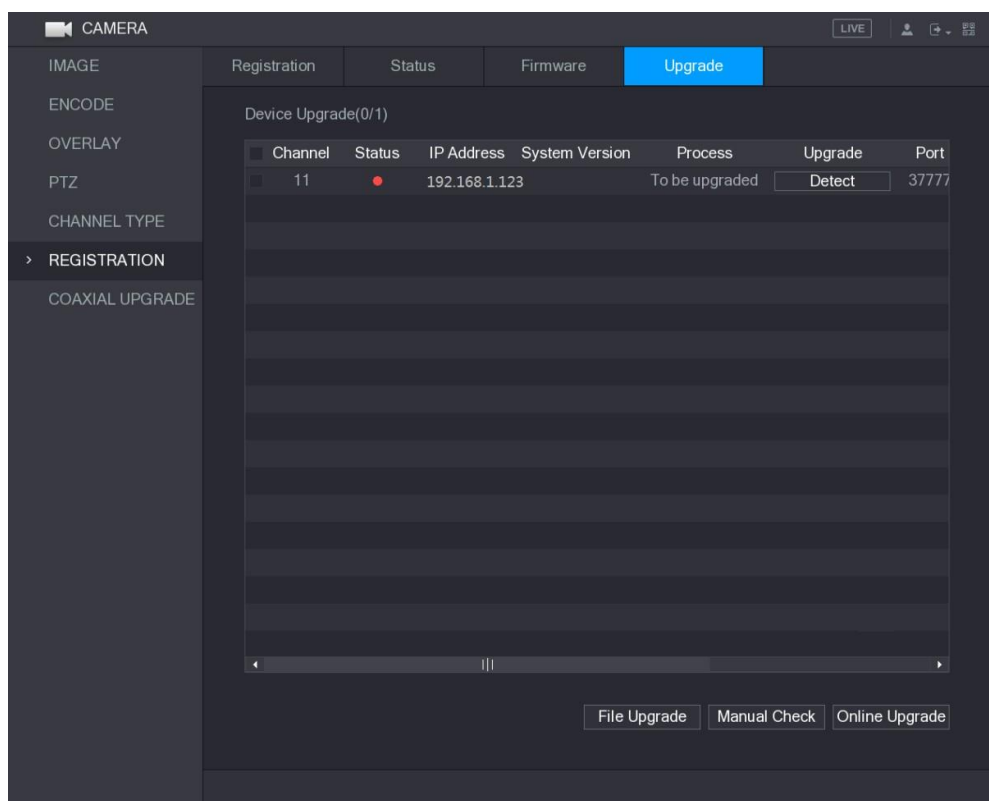 CAMERA LIVE
IMAGE
ENCODE
OVERLAY
PTZ
CHANNEL TYPE
> REGISTRATION
COAXIAL UPGRADE
Registration Status Firmware Upgrade
Device Upgrade(0/1)
Channel Status IP Address System Version Process Upgrade Port
11 192.168.1.123 To be upgraded Detect 37777
File Upgrade Manual Check Online Upgrade